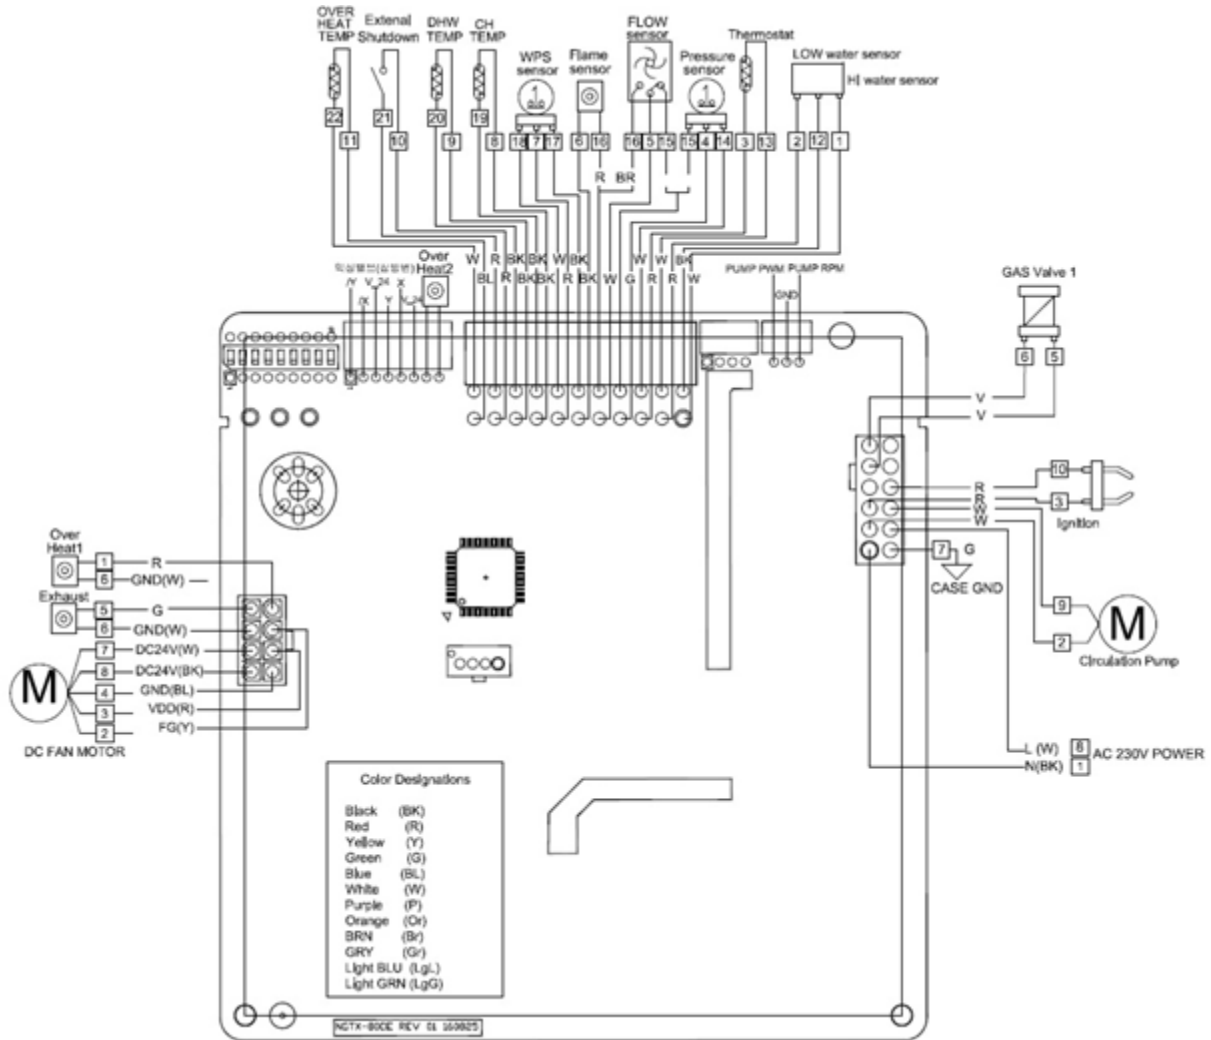 OVER HEAT TEMP
Extenal Shutdown
DHW TEMP
CH TEMP
WPS sensor
Flame sensor
FLOW sensor
Pressure sensor
Thermostat
LOW water sensor
HI water sensor
22 21 20 19
11 10 9 8 18 7 17 6 16 16 5 15 15 4 14 3 13 2 12 1
R BR
W R BK BK W BK W W BK
BL R BK BK R BK W G R R W
Over Heat2
/Y V_24 X
/X Y V_24
PUMP PWM PUMP RPM
GND
GAS Valve 1
6 5
V
V
10
R
R
3
W
W
Ignition
7 G
CASE GND
9
M
2
Circulation Pump
L (W) 8 AC 230V POWER
N(BK) 1
Over Heat1
1 R
6 GND(W)
Exhaust
5 G
6 GND(W)
7 DC24V(W)
8 DC24V(BK)
M
4 GND(BL)
3 VDD(R)
2 FG(Y)
DC FAN MOTOR
Color Designations
Black (BK)
Red (R)
Yellow (Y)
Green (G)
Blue (BL)
White (W)
Purple (P)
Orange (Or)
BRN (Br)
GRY (Gr)
Light BLU (LgL)
Light GRN (LgG)
REV 01 160825